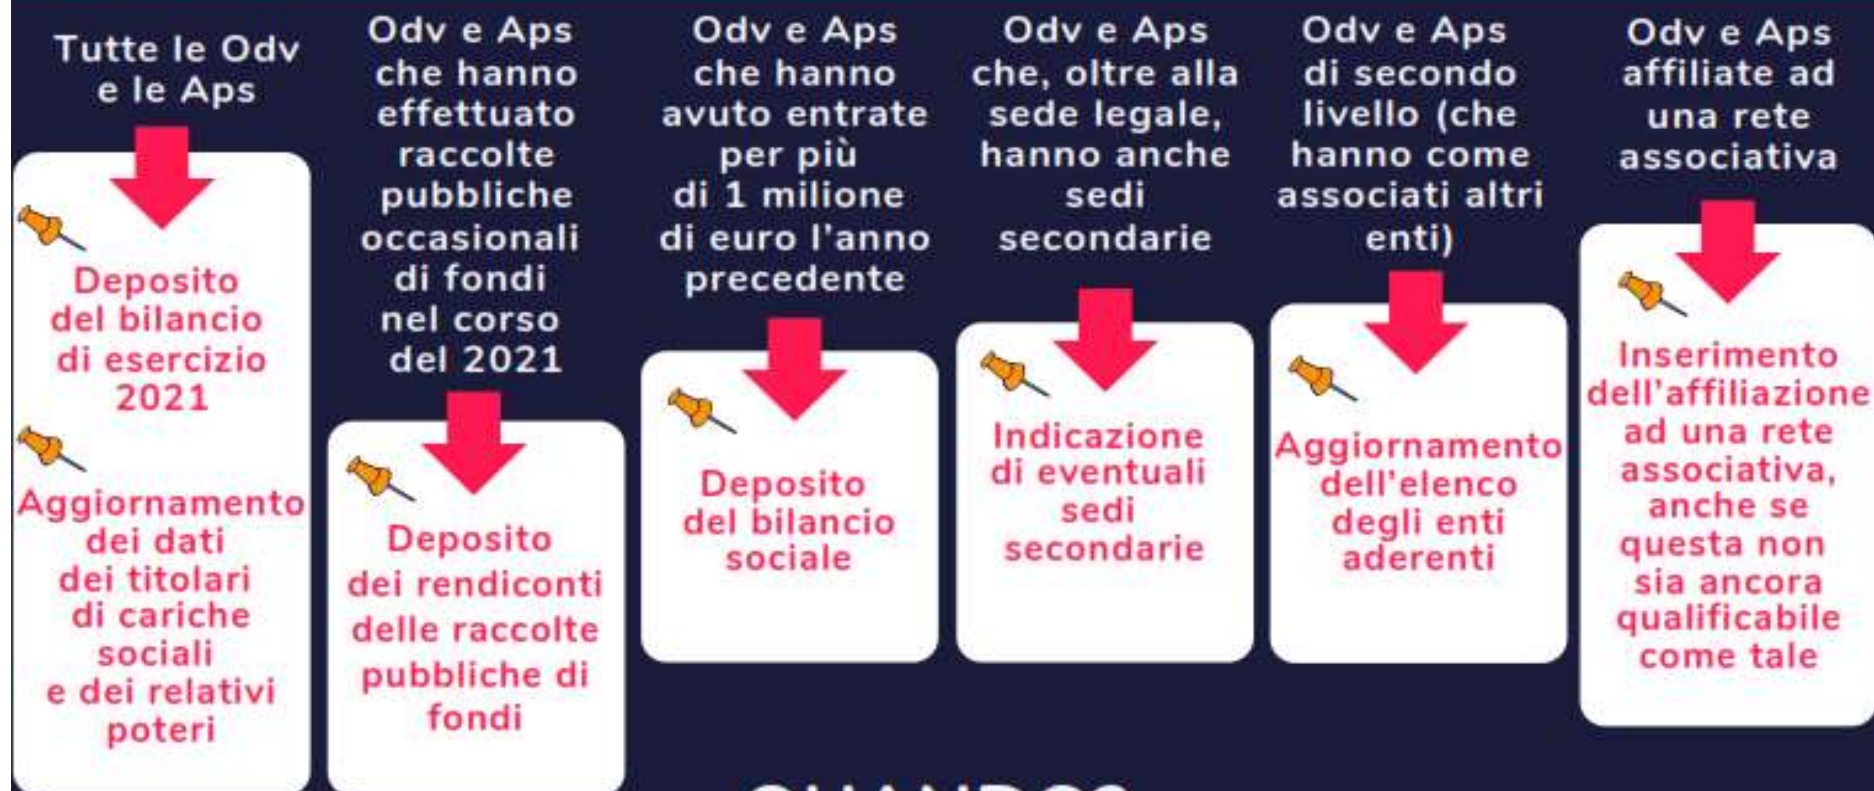 Tutte le Odv
e le Aps
Deposito
del bilancio
di esercizio
2021
Aggiornamento
dei dati
dei titolari
di cariche
sociali
e dei relativi
poteri
Odv e Aps
che hanno
effettuato
raccolte
pubbliche
occasionali
di fondi
nel corso
del 2021
Deposito
dei rendiconti
delle raccolte
pubbliche di
fondi
Odv e Aps
che hanno
avuto entrate
per più
di 1 milione
di euro l'anno
precedente
Deposito
del bilancio
sociale
Odv e Aps
che, oltre alla
sede legale,
hanno anche
sedi
secondarie
Indicazione
di eventuali
sedi
secondarie
Odv e Aps
di secondo
livello (che
hanno come
associati altri
enti)
Aggiornamento
dell'elenco
degli enti
aderenti
Odv e Aps
affiliate ad
una rete
associativa
Inserimento
dell'affiliazione
ad una rete
associativa,
anche se
questa non
sia ancora
qualificabile
come tale